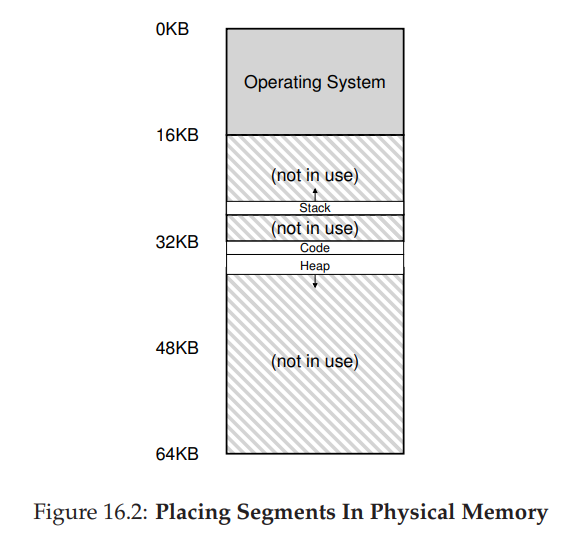 0KB
Operating System
16KB
(not in use)
Stack
(not in use)
32KB
Code
Heap
48KB
(not in use)
64KB
Figure 16.2: Placing Segments In Physical Memory